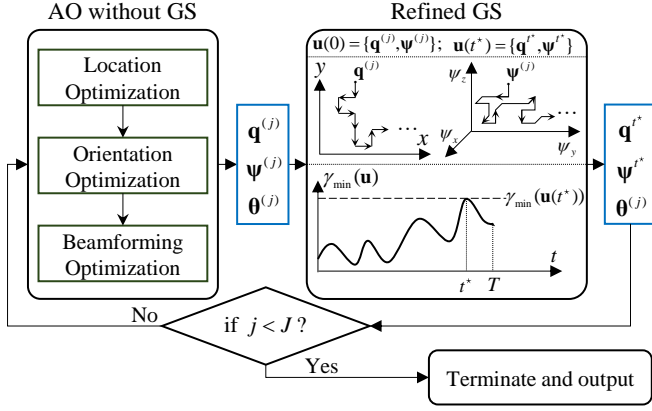 AO without GS
Refined GS
Location
Optimization
Orientation
Optimization
Beamforming
Optimization
q^(j)
ψ^(j)
θ^(j)
u(0) = {q^(j),ψ^(j)}; u(t*) = {q^t*,ψ^t*}
y
q^(j)
...
x
ψ_z
ψ^(j)
...
ψ_x
ψ_y
γ_min(u)
γ_min(u(t*))
t
t*
T
q^t*
ψ^t*
θ^(j)
No
if j < J ?
Yes
Terminate and output